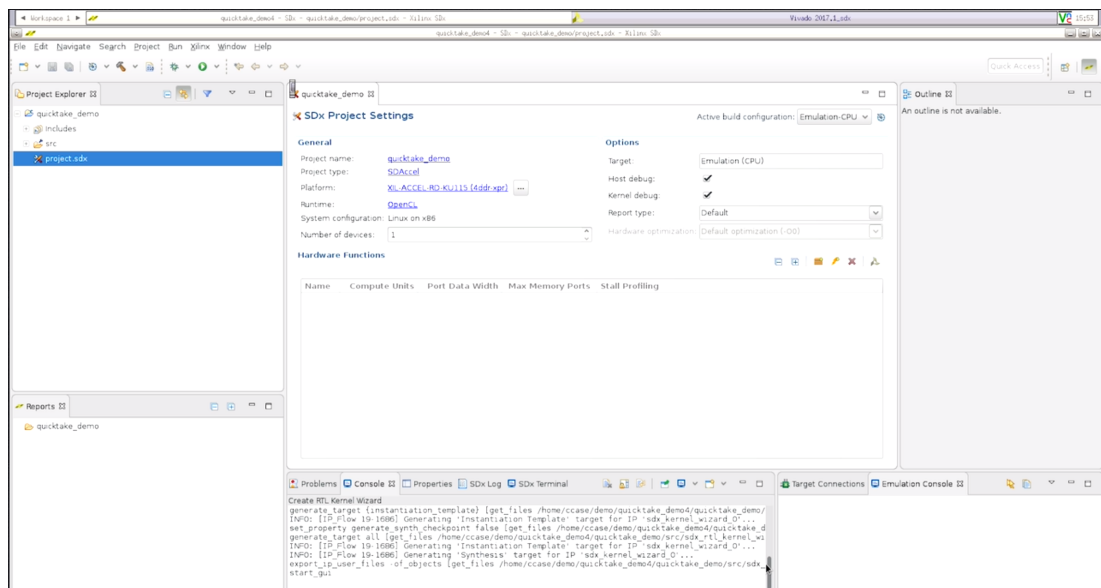 Workspace 1
quicktake_demo4 - SDx - quicktake_demo/project.sdx - Xilinx SDx
Vivado 2017.1_sdx
15:53
quicktake_demo4 - SDx - quicktake_demo/project.sdx - Xilinx SDx
File Edit Navigate Search Project Run Xilinx Window Help
Quick Access
Project Explorer
quicktake_demo
Includes
src
project.sdx
Reports
quicktake_demo
quicktake_demo
SDx Project Settings
Active build configuration: Emulation-CPU
General
Project name: quicktake_demo
Project type: SDAccel
Platform: XIL-ACCEL-RD-KU115 (4ddr-xpr) ...
Runtime: OpenCL
System configuration: Linux on x86
Number of devices: 1
Options
Target: Emulation (CPU)
Host debug:
Kernel debug:
Report type: Default
Hardware optimization: Default optimization (-O0)
Hardware Functions
Name Compute Units Port Data Width Max Memory Ports Stall Profiling
Outline
An outline is not available.
Problems Console Properties SDx Log SDx Terminal
Create RTL Kernel Wizard
generate_target {instantiation_template} [get_files /home/ccase/demo/quicktake_demo4/quicktake_demo/
INFO: [IP_Flow 19-1686] Generating 'Instantiation Template' target for IP 'sdx_kernel_wizard_0'...
set_property generate_synth_checkpoint false [get_files /home/ccase/demo/quicktake_demo4/quicktake_d
generate_target all [get_files /home/ccase/demo/quicktake_demo4/quicktake_demo/src/sdx_rtl_kernel_wi
INFO: [IP_Flow 19-1686] Generating 'Instantiation Template' target for IP 'sdx_kernel_wizard_0'...
INFO: [IP_Flow 19-1686] Generating 'Synthesis' target for IP 'sdx_kernel_wizard_0'...
export_ip_user_files -of_objects [get_files /home/ccase/demo/quicktake_demo4/quicktake_demo/src/sdx_
start_gui
Target Connections Emulation Console